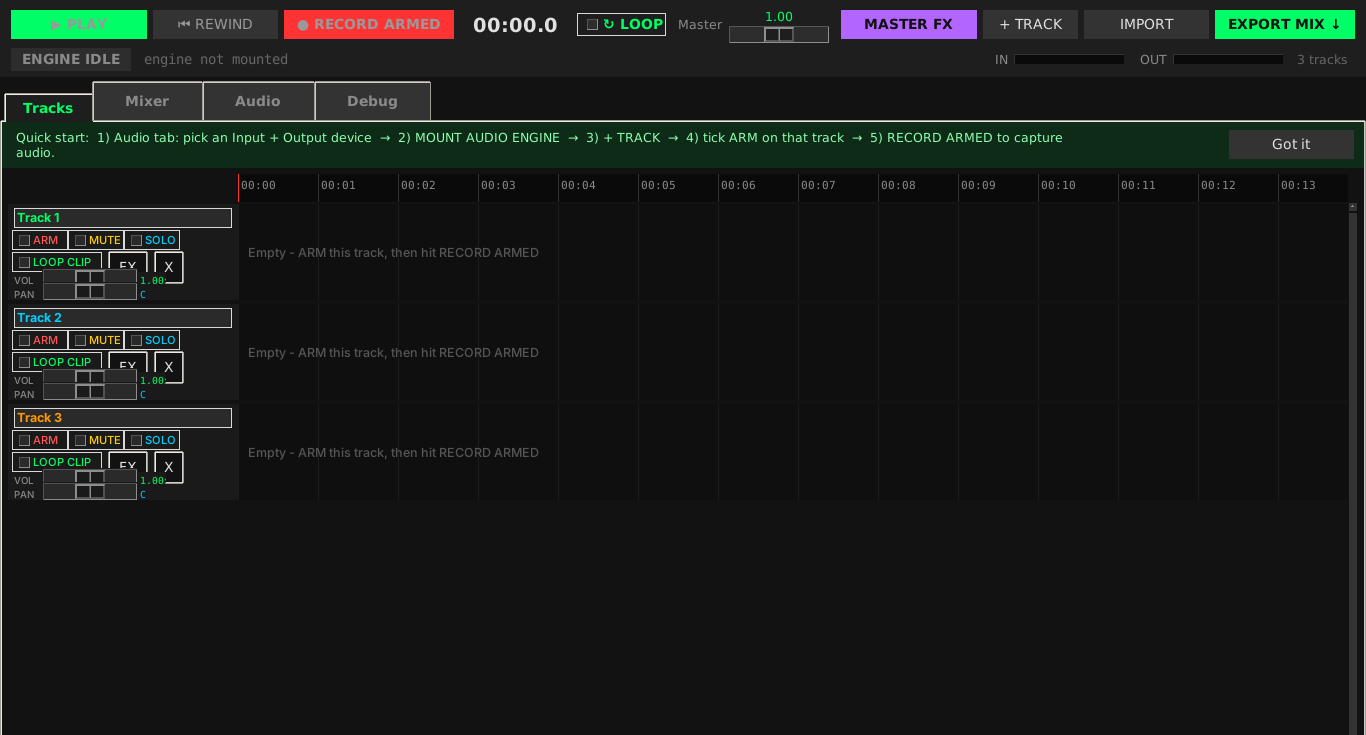 ▶ PLAY ⏮ REWIND ● RECORD ARMED 00:00.0 ↻ LOOP Master 1.00 MASTER FX + TRACK IMPORT EXPORT MIX ↓
ENGINE IDLE engine not mounted IN OUT 3 tracks
Tracks Mixer Audio Debug
Quick start: 1) Audio tab: pick an Input + Output device → 2) MOUNT AUDIO ENGINE → 3) + TRACK → 4) tick ARM on that track → 5) RECORD ARMED to capture
audio.
Got it
00:00 00:01 00:02 00:03 00:04 00:05 00:06 00:07 00:08 00:09 00:10 00:11 00:12 00:13
Track 1
ARM MUTE SOLO
LOOP CLIP FX X
VOL 1.00
PAN C
Empty - ARM this track, then hit RECORD ARMED
Track 2
ARM MUTE SOLO
LOOP CLIP FX X
VOL 1.00
PAN C
Empty - ARM this track, then hit RECORD ARMED
Track 3
ARM MUTE SOLO
LOOP CLIP FX X
VOL 1.00
PAN C
Empty - ARM this track, then hit RECORD ARMED